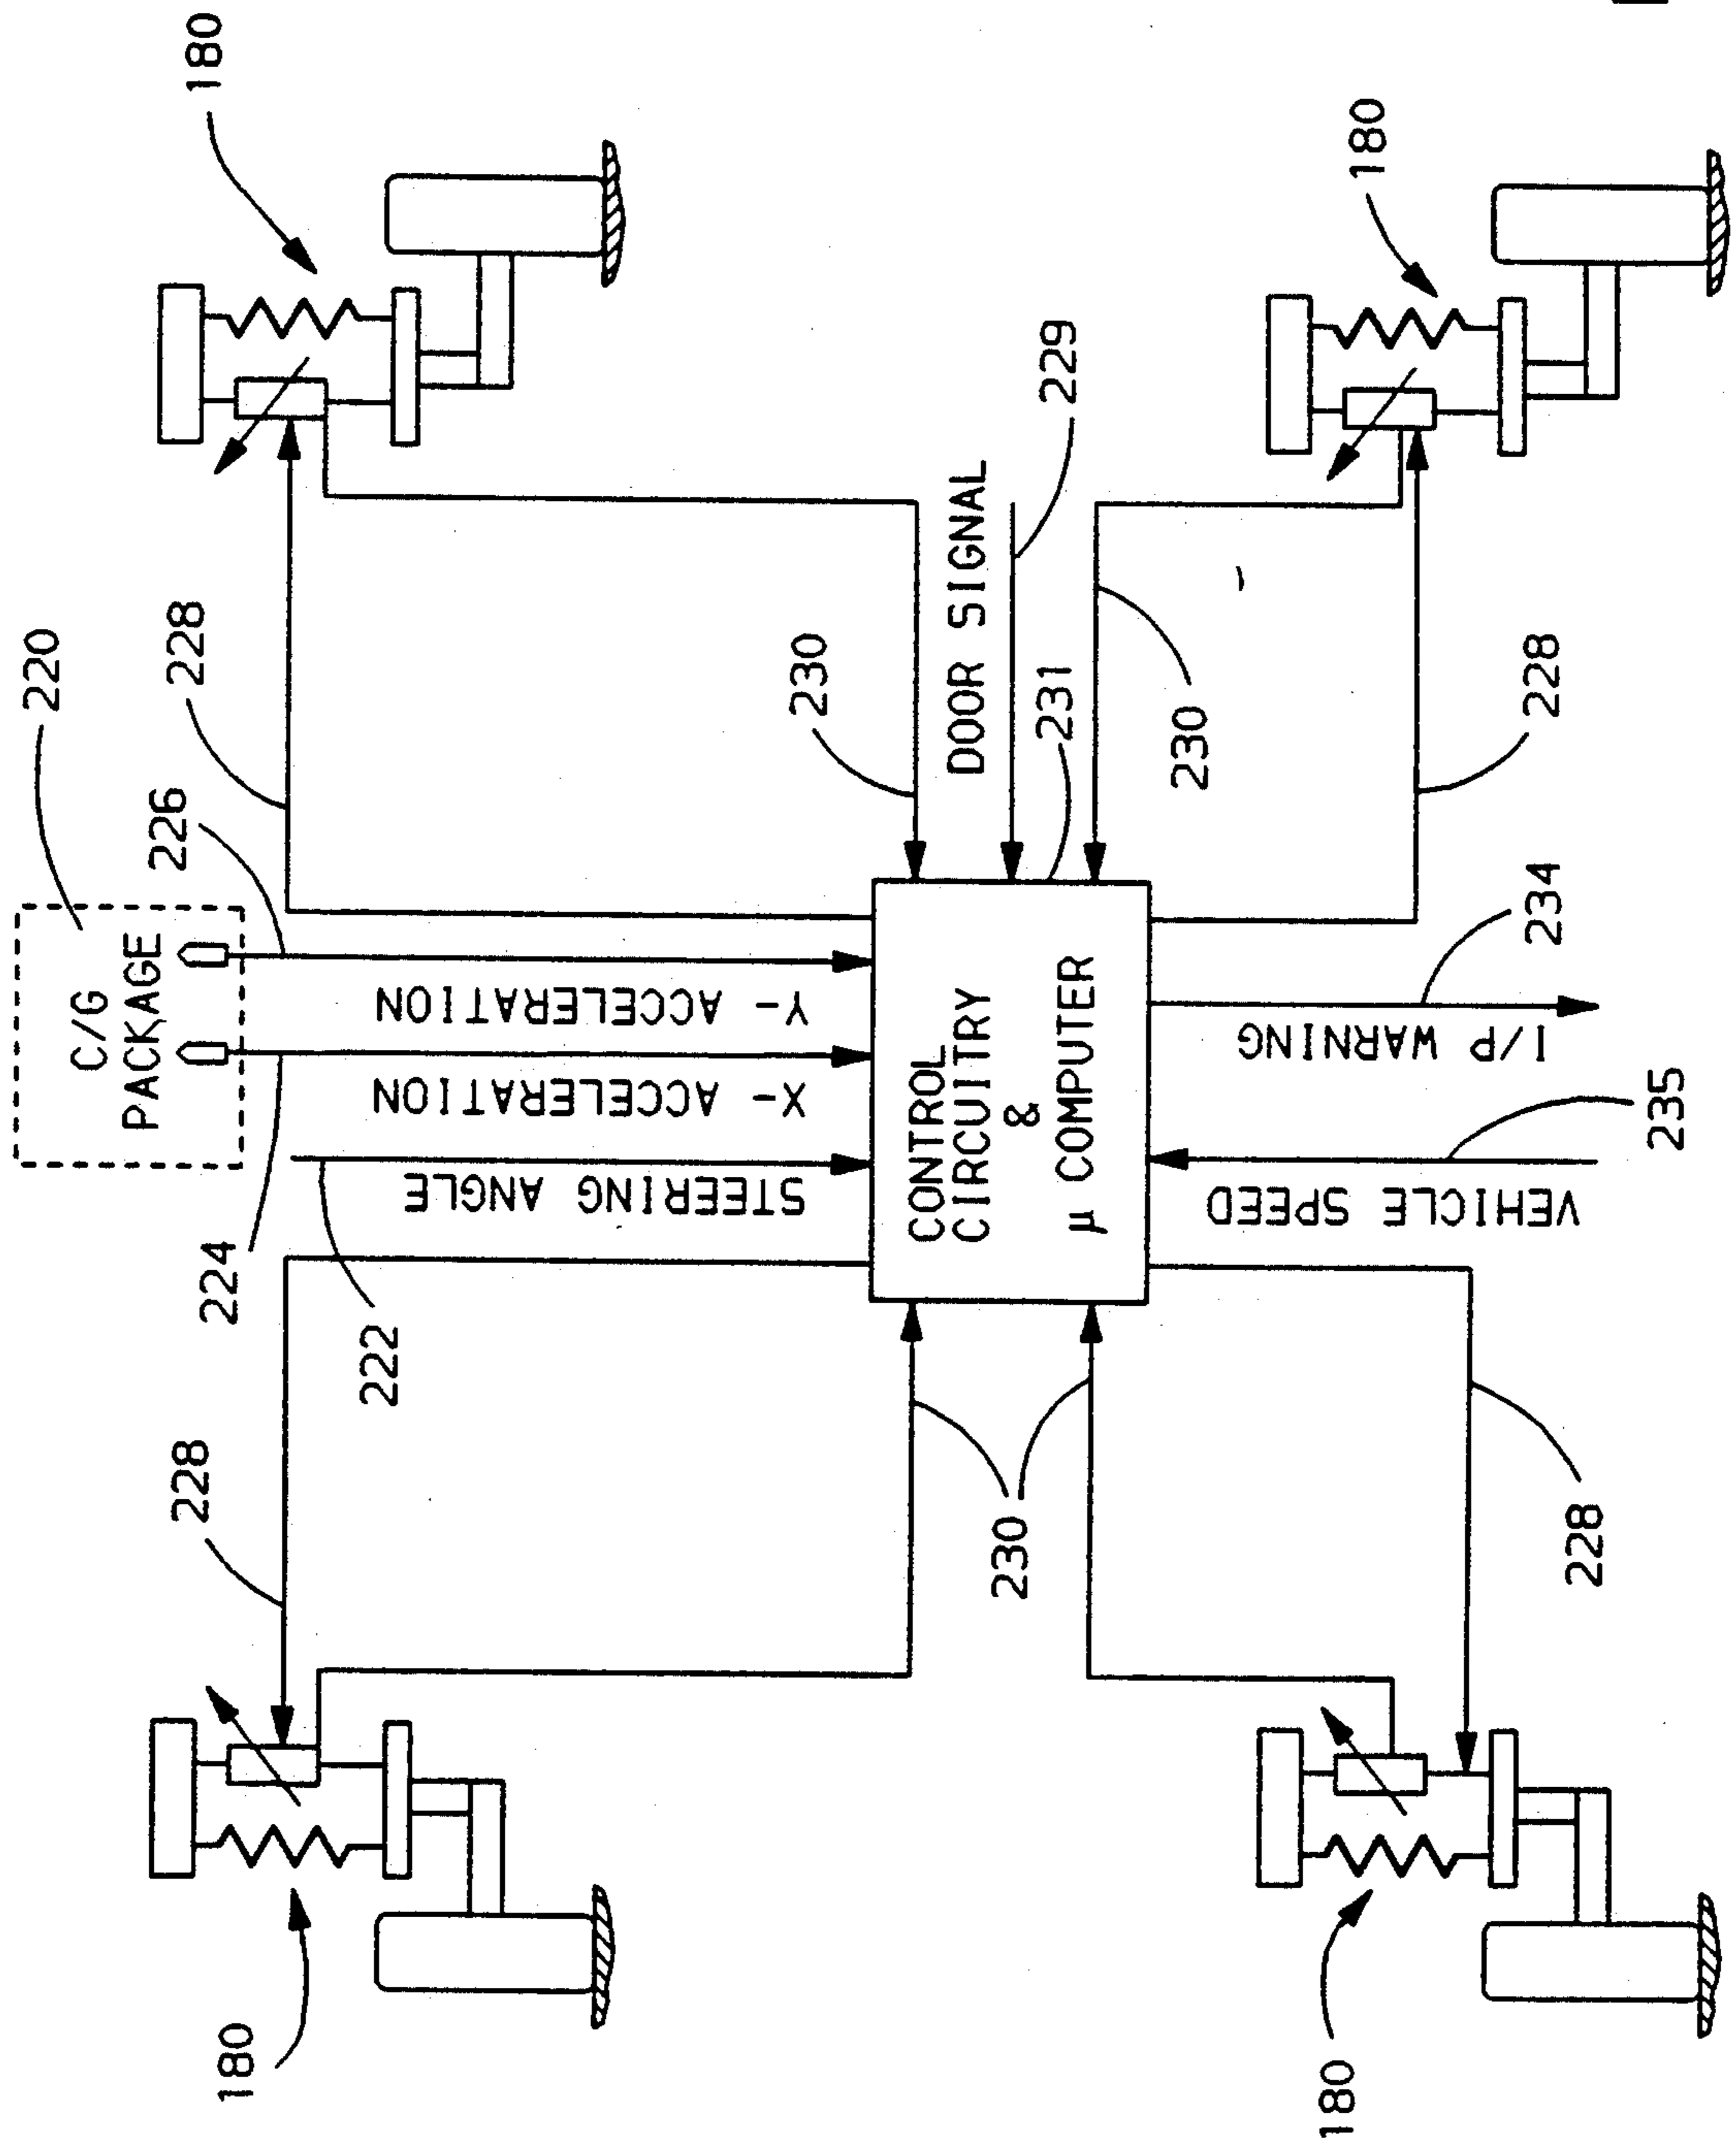 180
220
C/G
PACKAGE
228
226
224
222
228
180
180
STEERING ANGLE
X- ACCELERATION
Y- ACCELERATION
230
DOOR SIGNAL
229
231
CONTROL
CIRCUITRY
&
µ COMPUTER
230
230
228
228
234
I/P WARNING
VEHICLE SPEED
235
180